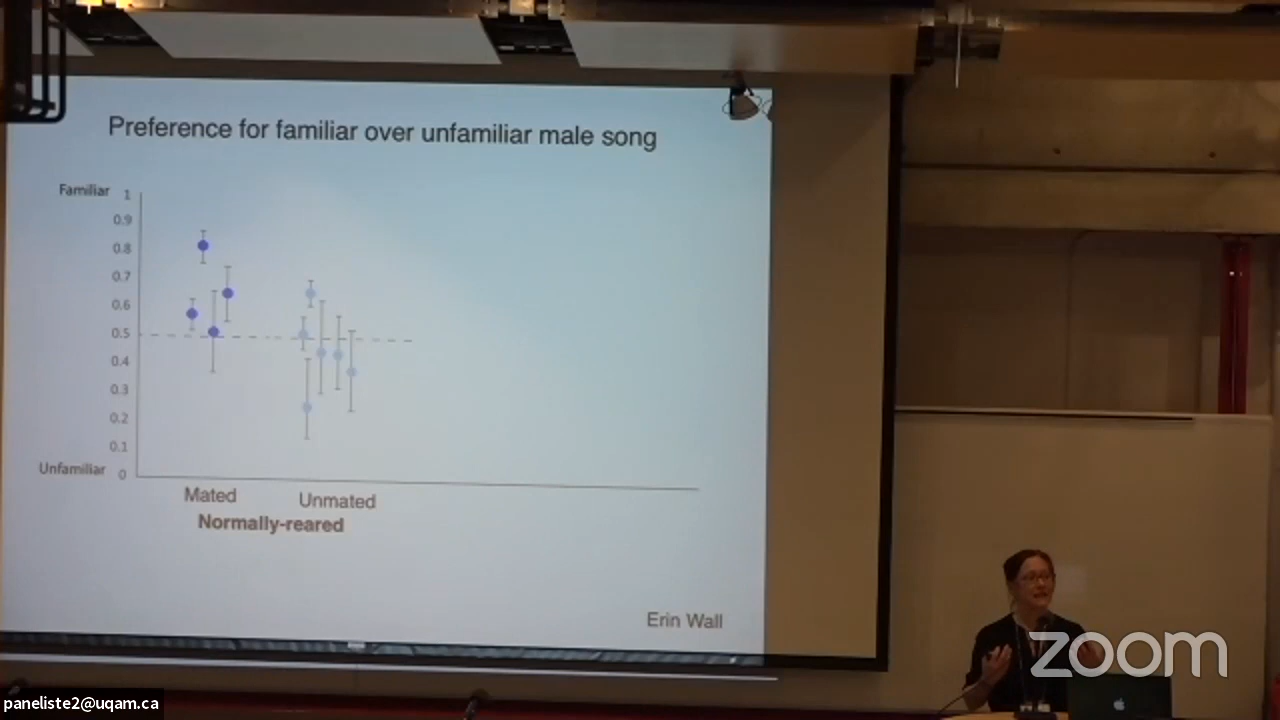 Preference for familiar over unfamiliar male song
Familiar 1
0.9
0.8
0.7
0.6
0.5
0.4
0.3
0.2
0.1
Unfamiliar 0
Mated Unmated
Normally-reared
Erin Wall
zoom
paneliste2@uqam.ca